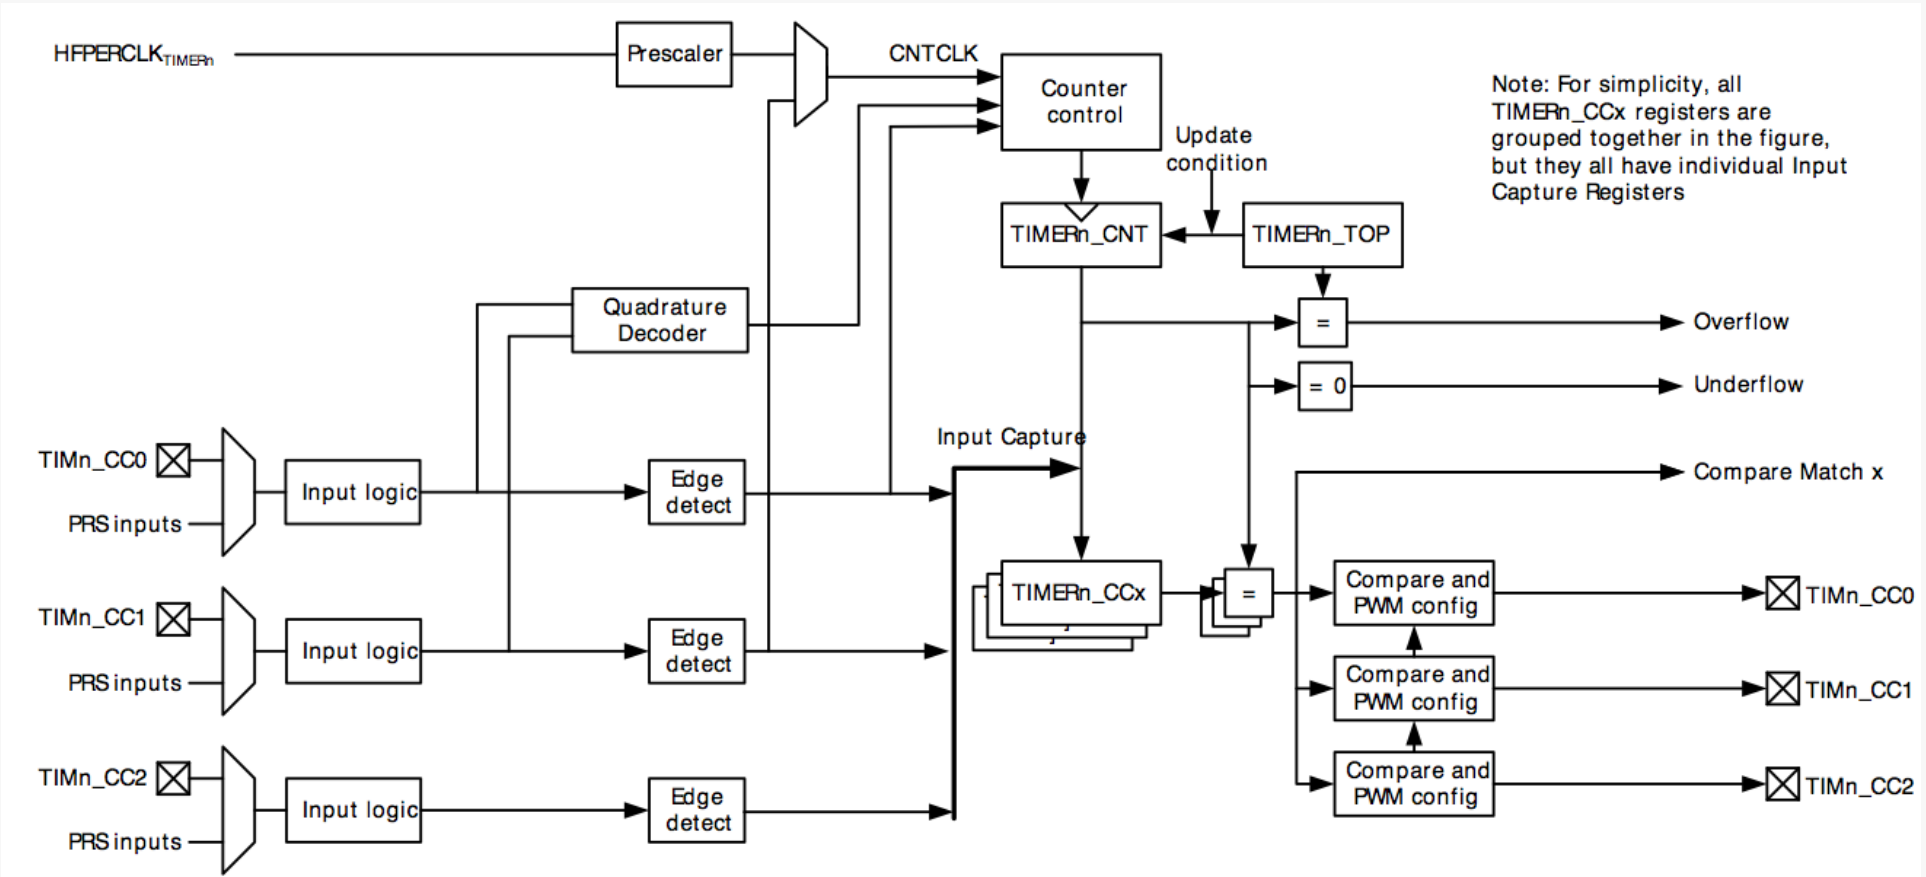 HFPERCLKTIMERn
Prescaler
CNTCLK
Counter
control
Note: For simplicity, all
TIMERn_CCx registers are
grouped together in the figure,
but they all have individual Input
Capture Registers
Update
condition
TIMERn_CNT
TIMERn_TOP
Quadrature
Decoder
=
Overflow
= 0
Underflow
Input Capture
Compare Match x
TIMn_CC0
PRS inputs
Input logic
Edge
detect
TIMERn_CCx
=
Compare and
PWM config
TIMn_CC0
TIMn_CC1
PRS inputs
Input logic
Edge
detect
Compare and
PWM config
TIMn_CC1
TIMn_CC2
PRS inputs
Input logic
Edge
detect
Compare and
PWM config
TIMn_CC2